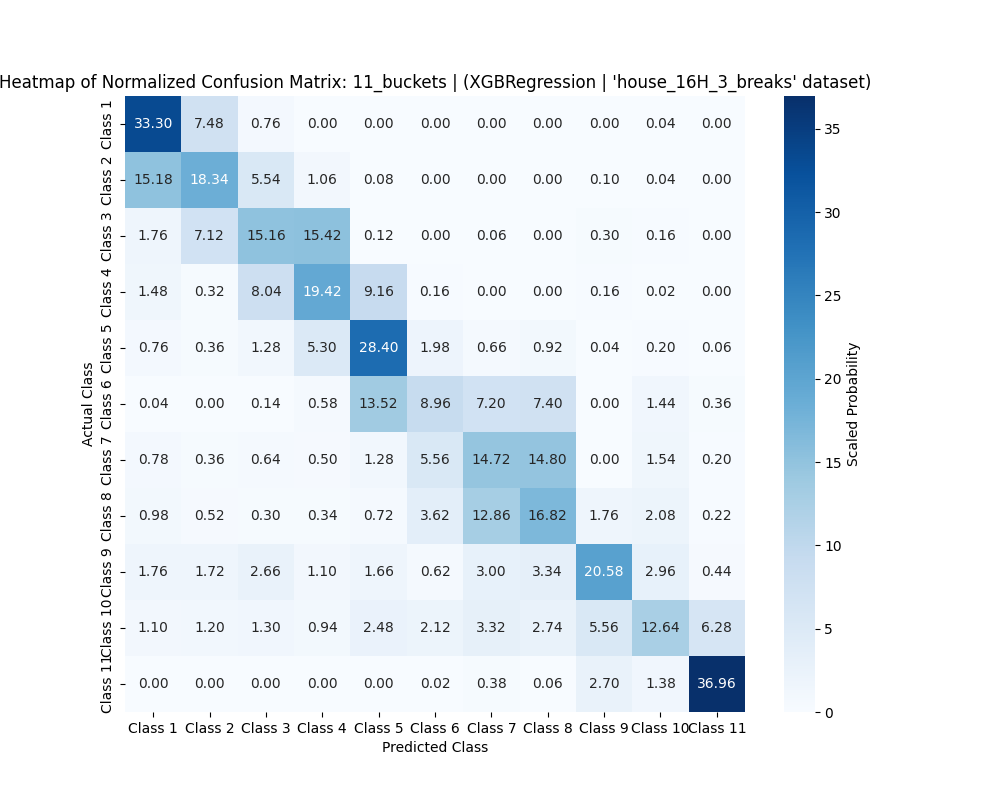 Heatmap of Normalized Confusion Matrix: 11_buckets | (XGBRegression | 'house_16H_3_breaks' dataset)
Class 1 33.30 7.48 0.76 0.00 0.00 0.00 0.00 0.00 0.00 0.04 0.00
Class 2 15.18 18.34 5.54 1.06 0.08 0.00 0.00 0.00 0.10 0.04 0.00
Class 3 1.76 7.12 15.16 15.42 0.12 0.00 0.06 0.00 0.30 0.16 0.00
Class 4 1.48 0.32 8.04 19.42 9.16 0.16 0.00 0.00 0.16 0.02 0.00
Class 5 0.76 0.36 1.28 5.30 28.40 1.98 0.66 0.92 0.04 0.20 0.06
Class 6 0.04 0.00 0.14 0.58 13.52 8.96 7.20 7.40 0.00 1.44 0.36
Class 7 0.78 0.36 0.64 0.50 1.28 5.56 14.72 14.80 0.00 1.54 0.20
Class 8 0.98 0.52 0.30 0.34 0.72 3.62 12.86 16.82 1.76 2.08 0.22
Class 9 1.76 1.72 2.66 1.10 1.66 0.62 3.00 3.34 20.58 2.96 0.44
Class 10 1.10 1.20 1.30 0.94 2.48 2.12 3.32 2.74 5.56 12.64 6.28
Class 11 0.00 0.00 0.00 0.00 0.00 0.02 0.38 0.06 2.70 1.38 36.96
Class 1 Class 2 Class 3 Class 4 Class 5 Class 6 Class 7 Class 8 Class 9 Class 10 Class 11
Predicted Class
Actual Class
35
30
25
20
15
10
5
0
Scaled Probability